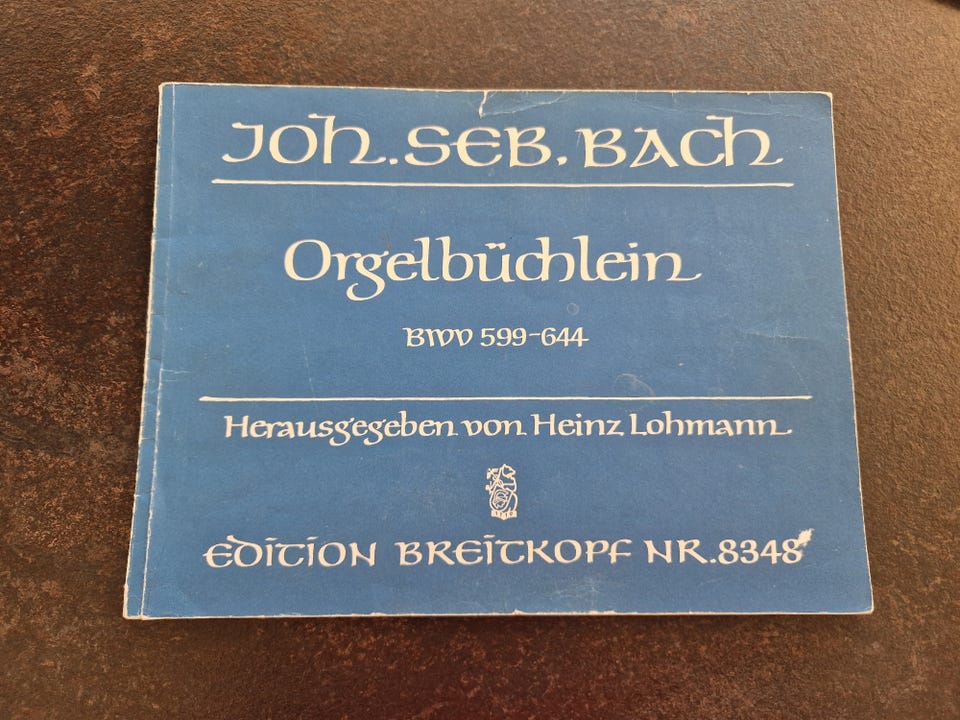 Joh. Seb. Bach
Orgelbüchlein
BWV 599-644
Herausgegeben von Heinz Lohmann
Edition Breitkopf Nr. 8348